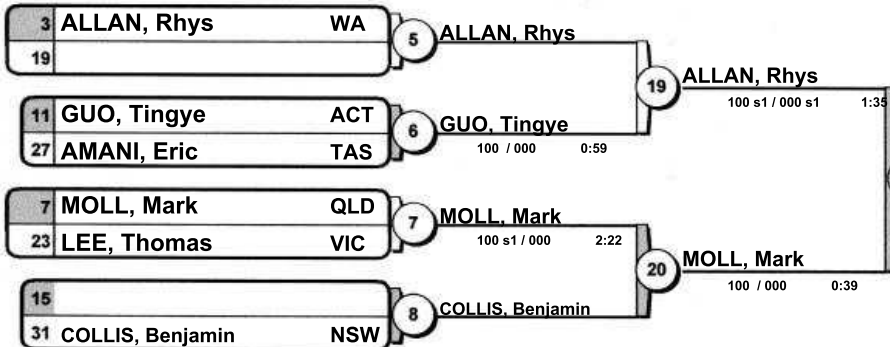 3 ALLAN, Rhys WA
19
5 ALLAN, Rhys
11 GUO, Tingye ACT
27 AMANI, Eric TAS
6 GUO, Tingye
100 / 000 0:59
19 ALLAN, Rhys
100 s1 / 000 s1 1:35
7 MOLL, Mark QLD
23 LEE, Thomas VIC
7 MOLL, Mark
100 s1 / 000 2:22
15
31 COLLIS, Benjamin NSW
8 COLLIS, Benjamin
20 MOLL, Mark
100 / 000 0:39